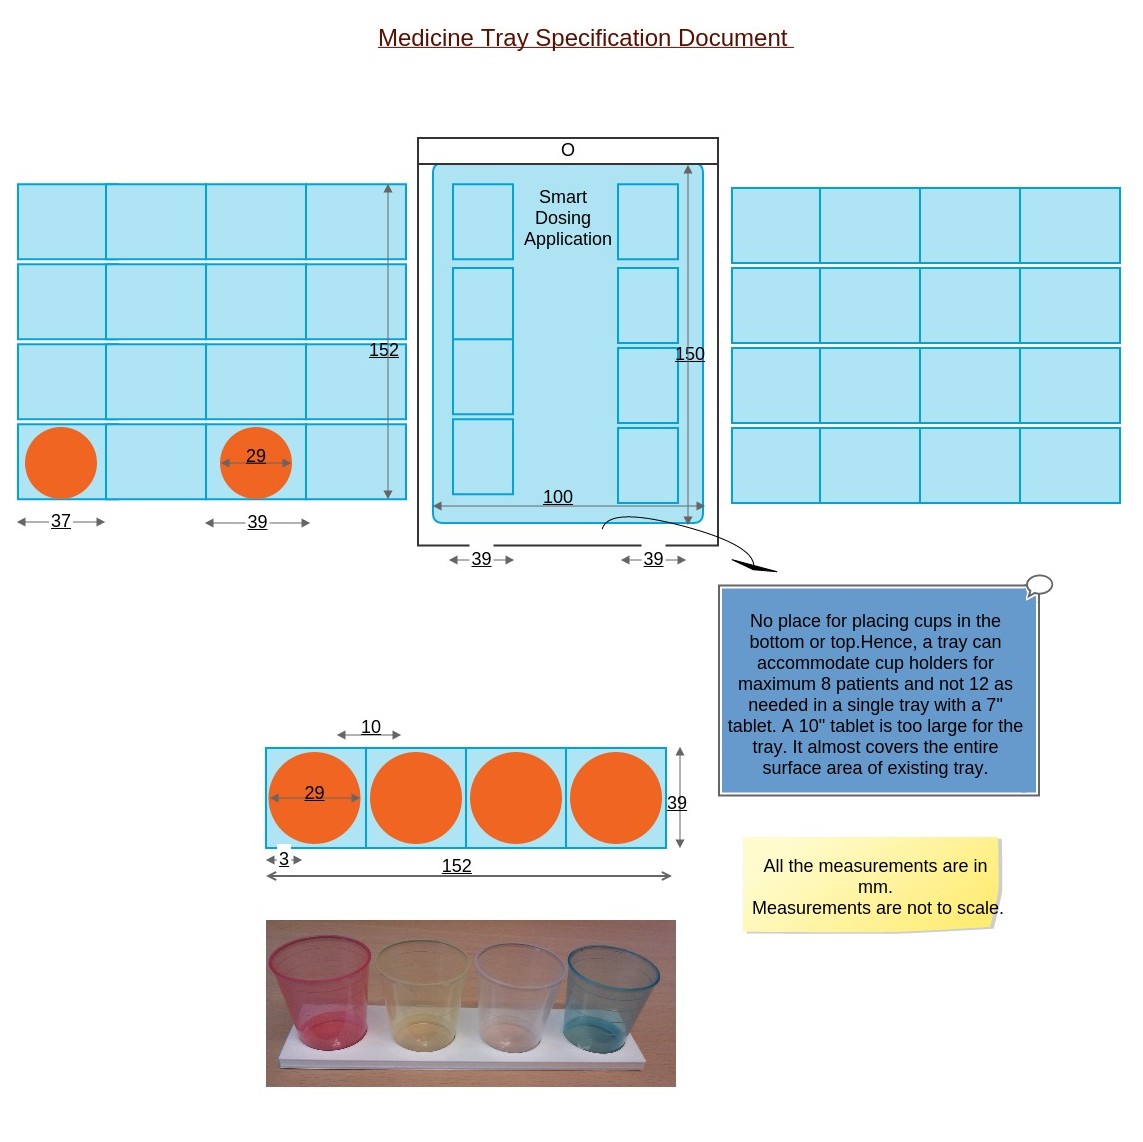 Medicine Tray Specification Document
O
Smart
Dosing
Application
152
150
29
100
37
39
39
39
No place for placing cups in the
bottom or top.Hence, a tray can
accommodate cup holders for
maximum 8 patients and not 12 as
needed in a single tray with a 7"
tablet. A 10" tablet is too large for the
tray. It almost covers the entire
surface area of existing tray.
10
29
39
3
152
All the measurements are in
mm.
Measurements are not to scale.